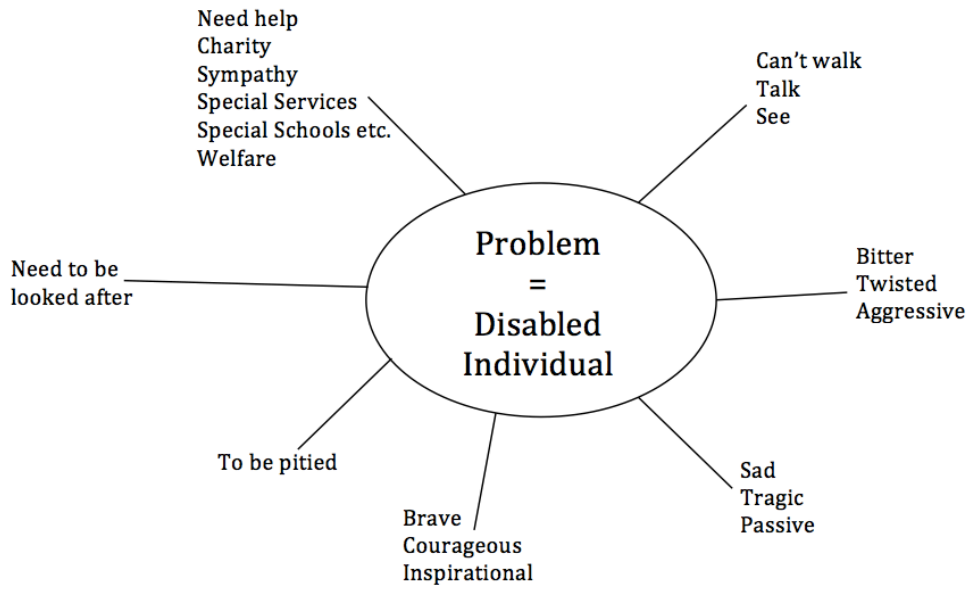 Need help
Charity
Sympathy
Special Services
Special Schools etc.
Welfare
Can't walk
Talk
See
Problem
=
Disabled
Individual
Need to be
looked after
Bitter
Twisted
Aggressive
To be pitied
Sad
Tragic
Passive
Brave
Courageous
Inspirational